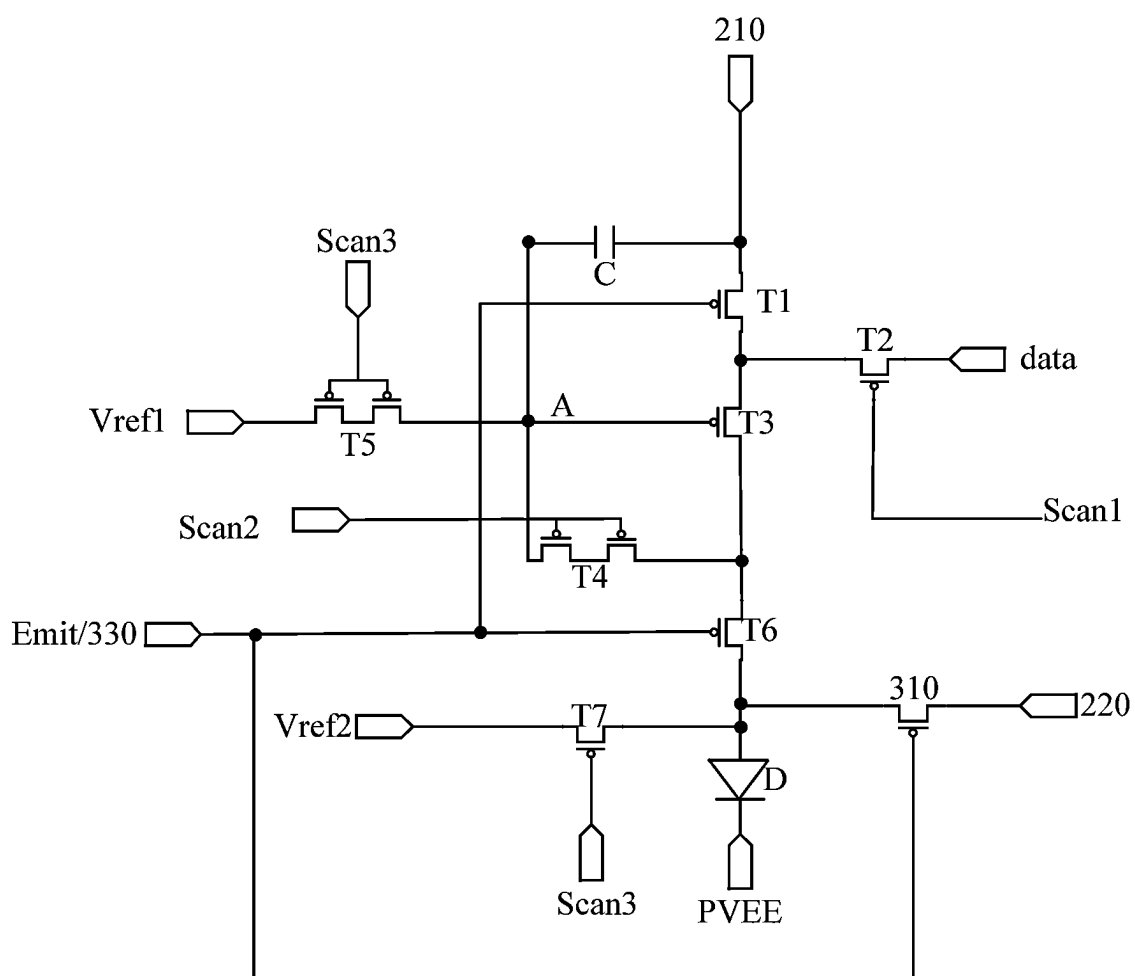 210
Scan3
C
T1
T2
data
Vref1
A
T3
T5
Scan2
Scan1
T4
Emit/330
T6
310
Vref2
T7
220
D
Scan3
PVEE